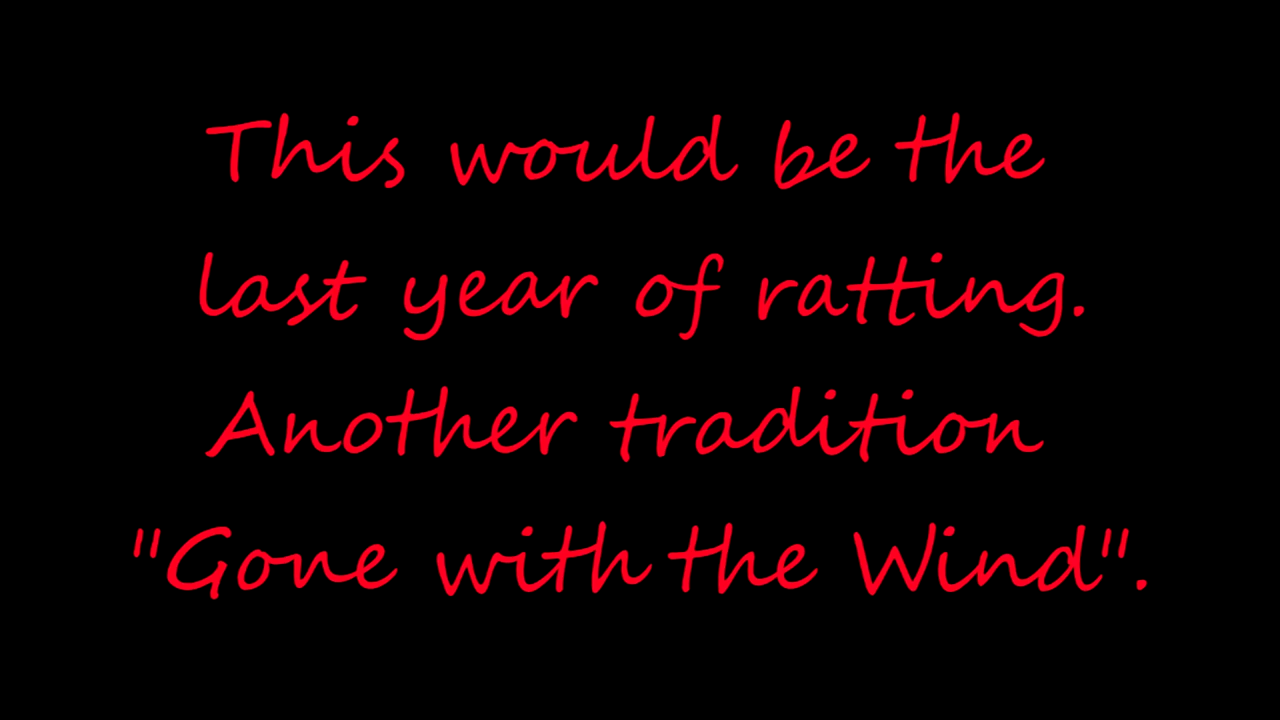 This would be the
last year of ratting.
Another tradition
"Gone with the Wind".